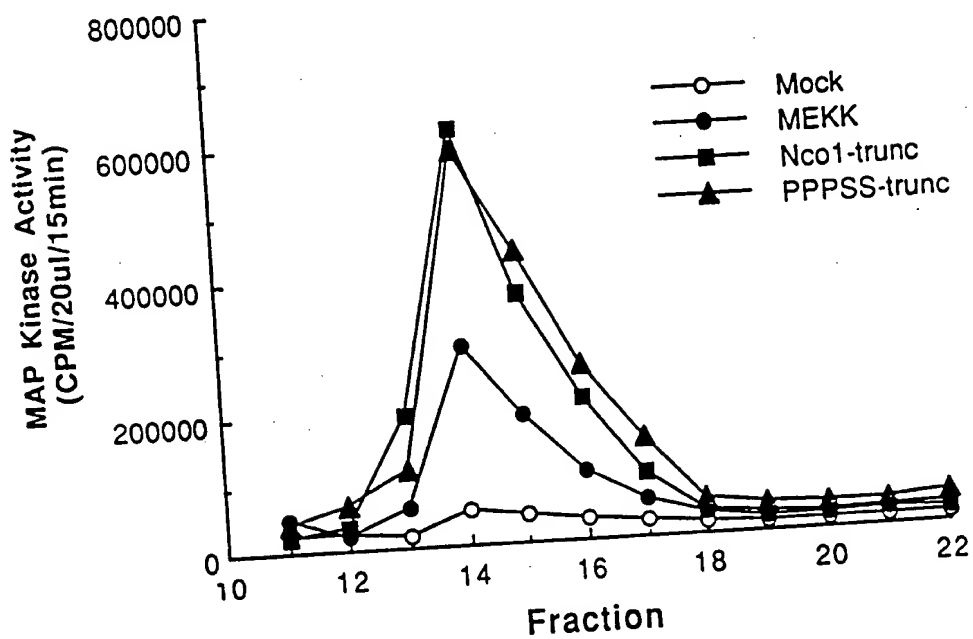 800000
600000
400000
200000
0
MAP Kinase Activity
(CPM/20ul/15min)
Mock
MEKK
Nco1-trunc
PPPSS-trunc
10
12
14
16
18
20
22
Fraction